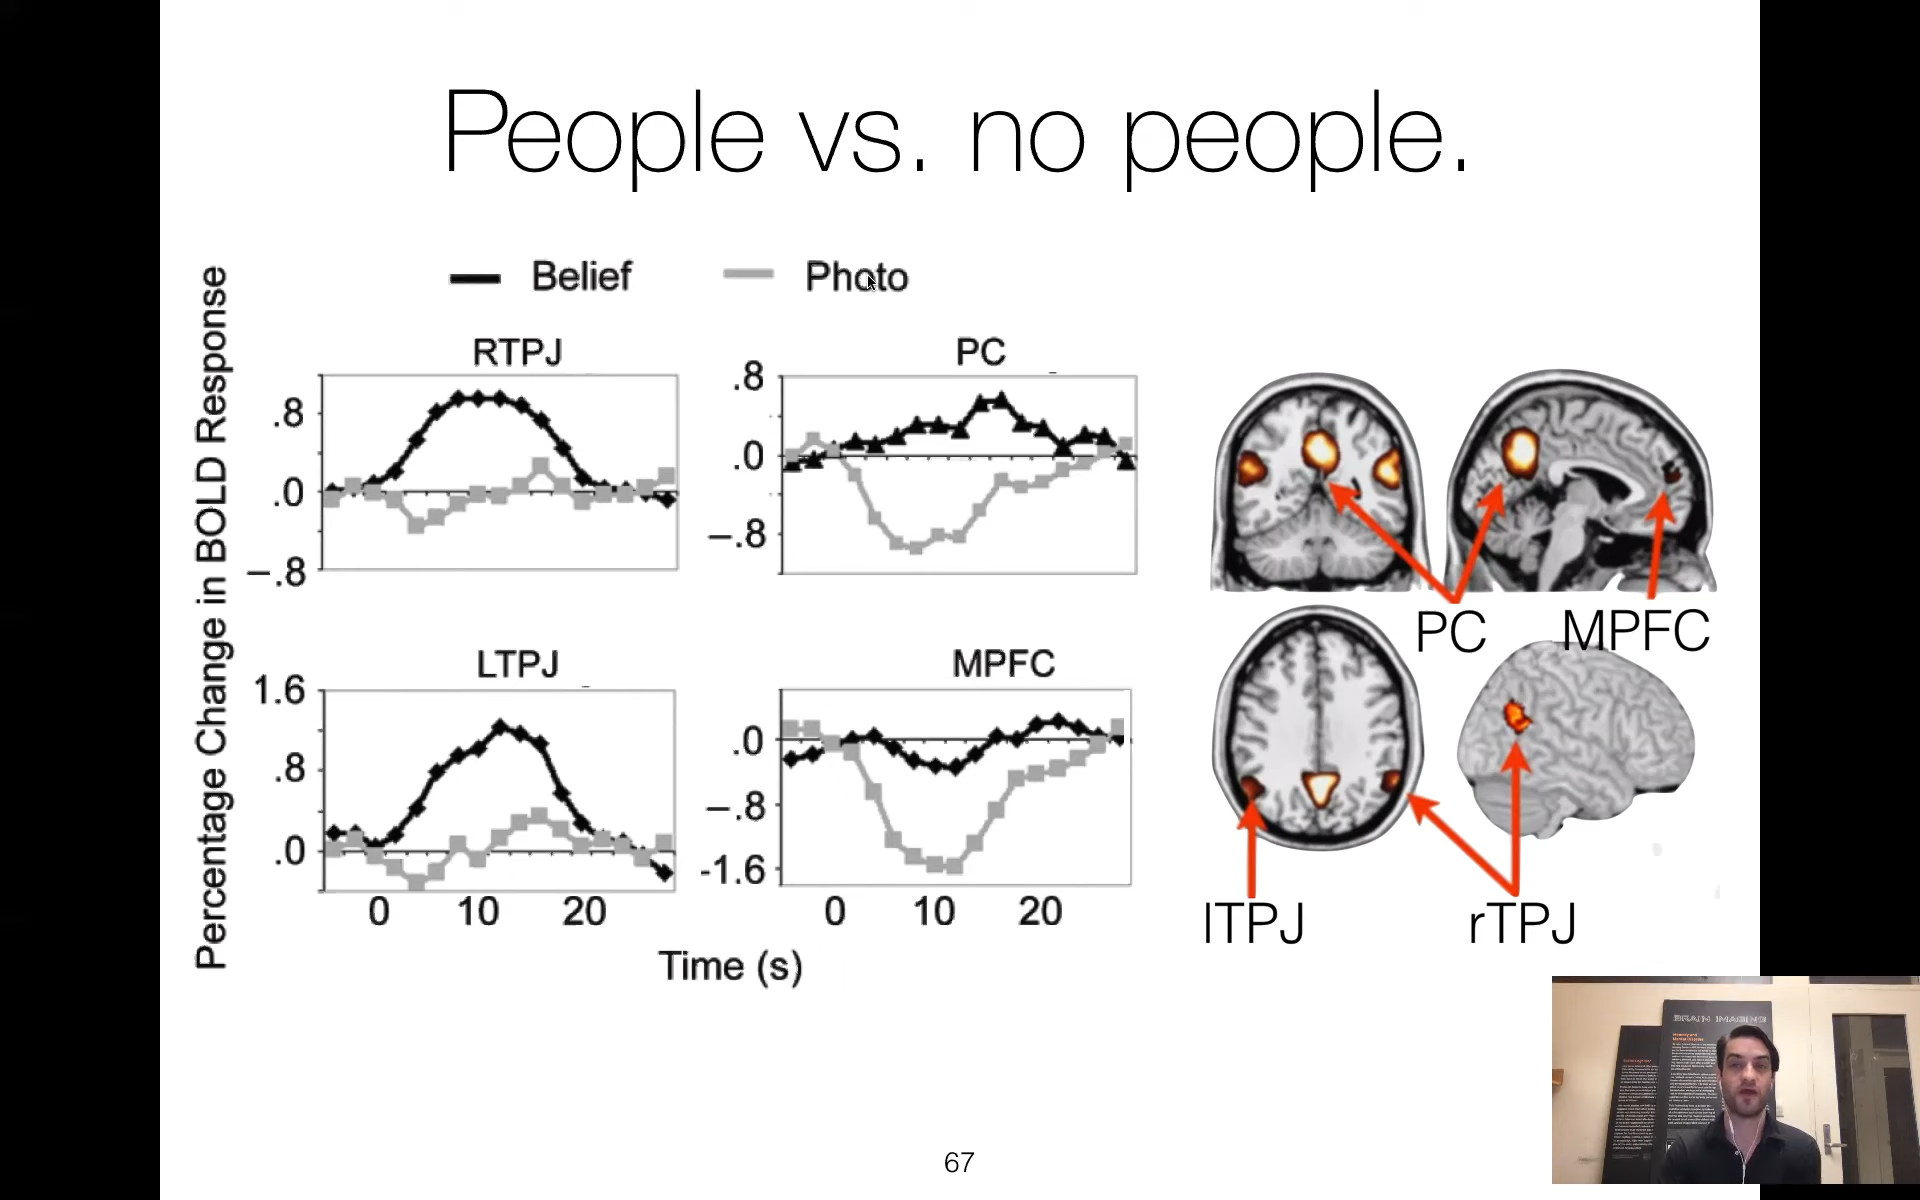 People vs. no people.
Belief
Photo
Percentage Change in BOLD Response
RTPJ
.8
.0
–.8
PC
.8
.0
–.8
LTPJ
1.6
.8
.0
0 10 20
MPFC
.0
–.8
-1.6
0 10 20
Time (s)
PC
MPFC
lTPJ
rTPJ
BRAIN IMAGING
67